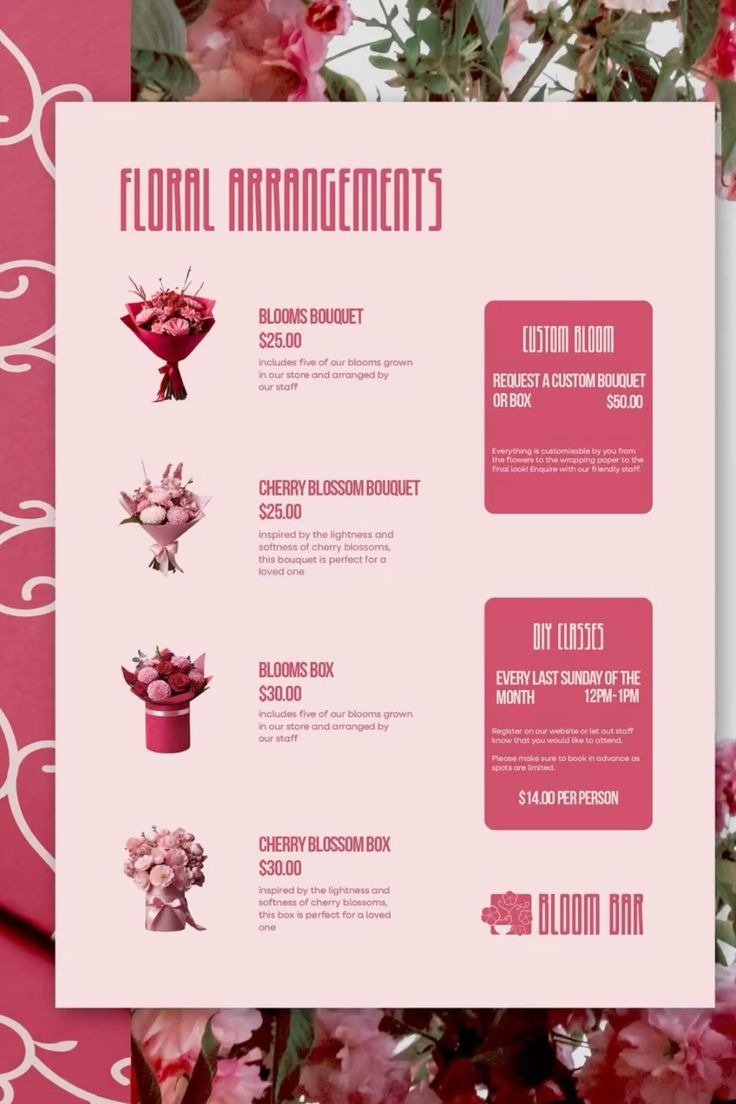 FLORAL ARRANGEMENTS
BLOOMS BOUQUET
$25.00
includes five of our blooms grown
in our store and arranged by
our staff
CHERRY BLOSSOM BOUQUET
$25.00
inspired by the lightness and
softness of cherry blossoms,
this bouquet is perfect for a
loved one
BLOOMS BOX
$30.00
includes five of our blooms grown
in our store and arranged by
our staff
CHERRY BLOSSOM BOX
$30.00
inspired by the lightness and
softness of cherry blossoms,
this box is perfect for a loved
one
CUSTOM BLOOM
REQUEST A CUSTOM BOUQUET
OR BOX $50.00
Everything is customisable by you from
the flowers to the wrapping paper to the
final look! Enquire with our friendly staff.
DIY CLASSES
EVERY LAST SUNDAY OF THE
MONTH 12PM-1PM
Register on our website or let out staff
know that you would like to attend.
Please make sure to book in advance as
spots are limited.
$14.00 PER PERSON
BLOOM BAR